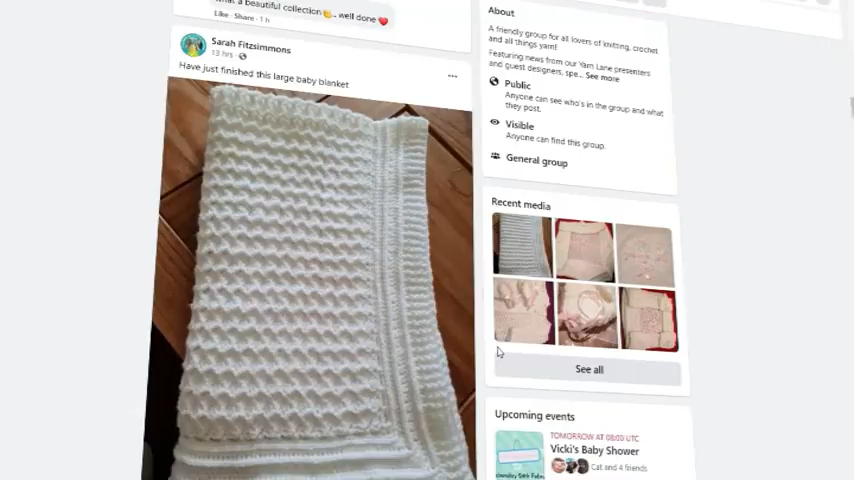 what a beautiful collection 👏.. well done ❤️
Like · Share · 1 h
Sarah Fitzsimmons
13 hrs ·
Have just finished this large baby blanket
About
A friendly group for all lovers of knitting, crochet
and all things yarn!
Featuring news from our Yarn Lane presenters
and guest designers, spe... See more
Public
Anyone can see who's in the group and what
they post.
Visible
Anyone can find this group.
General group
Recent media
See all
Upcoming events
TOMORROW AT 08:00 UTC
Vicki's Baby Shower
Cat and 4 friends